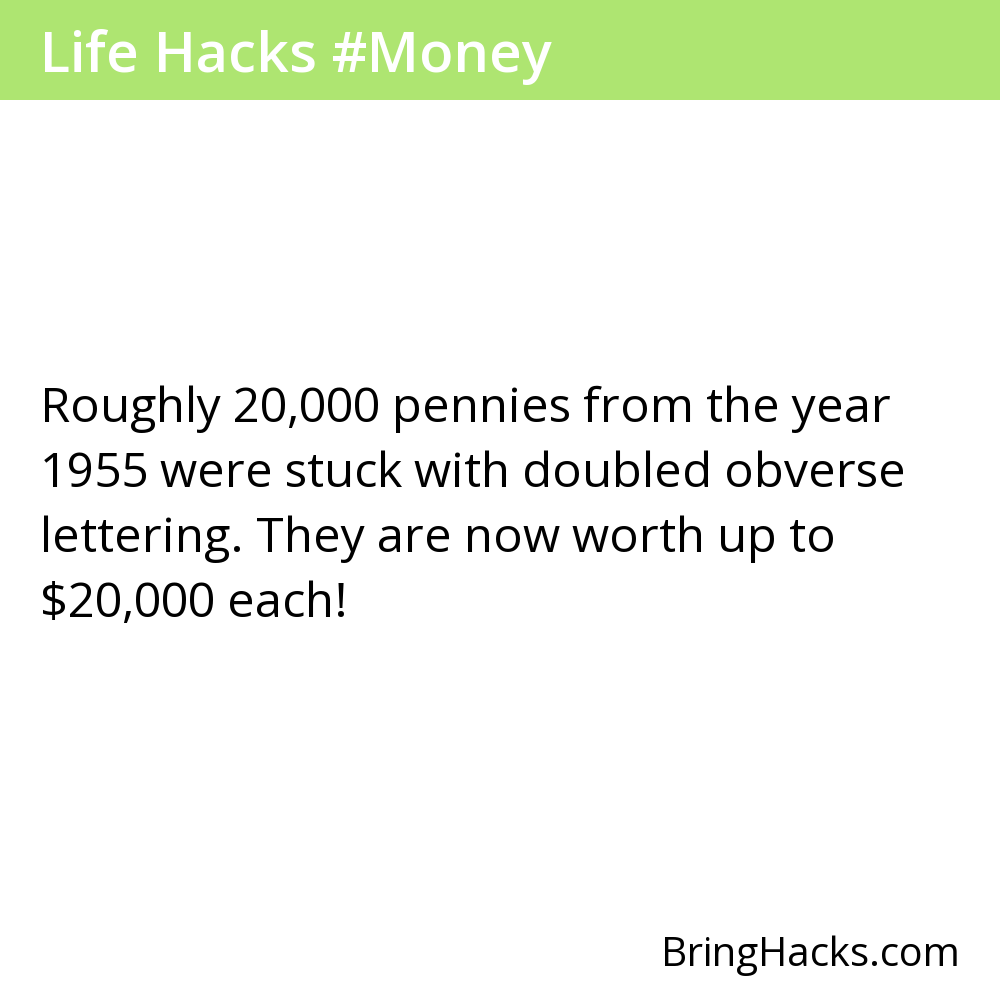 Life Hacks #Money
Roughly 20,000 pennies from the year
1955 were stuck with doubled obverse
lettering. They are now worth up to
$20,000 each!
BringHacks.com